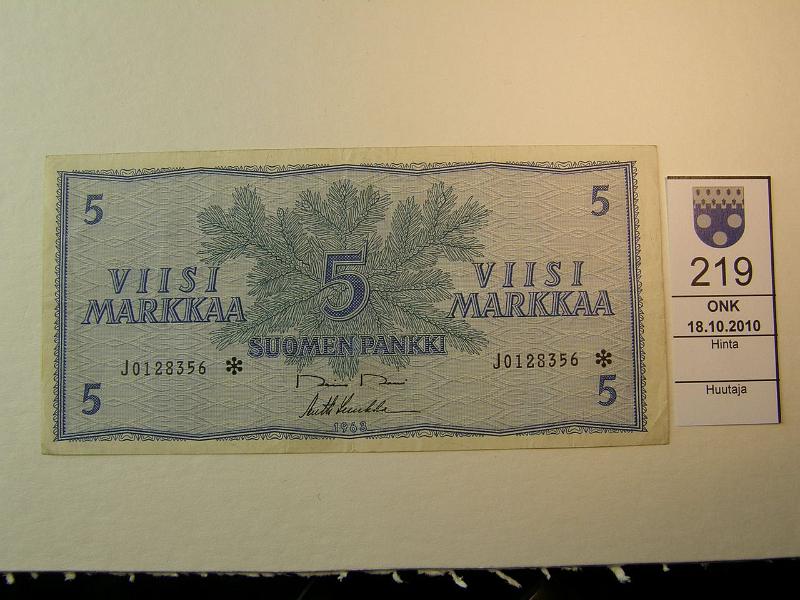 5
5
VIISI
MARKKAA
5
VIISI
MARKKAA
SUOMEN PANKKI
J0128356 *
J0128356 *
5
5
1963
219
ONK
18.10.2010
Hinta
Huutaja